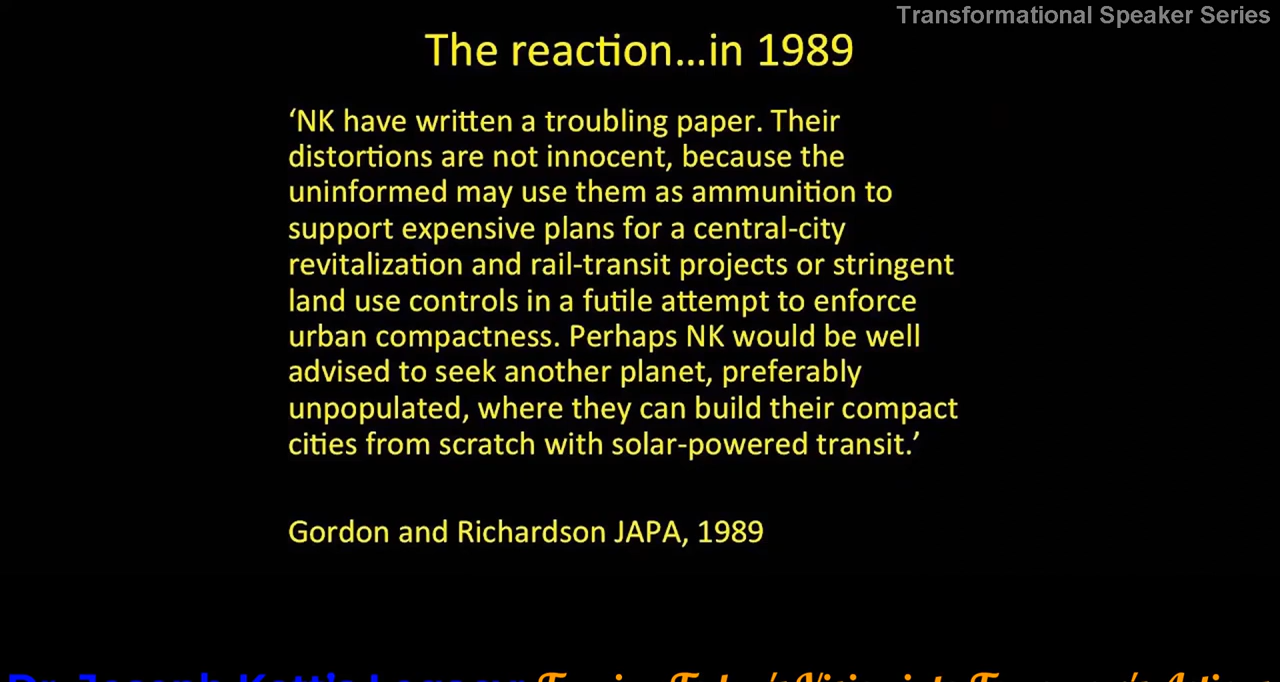 Transformational Speaker Series
The reaction...in 1989
‘NK have written a troubling paper. Their
distortions are not innocent, because the
uninformed may use them as ammunition to
support expensive plans for a central-city
revitalization and rail-transit projects or stringent
land use controls in a futile attempt to enforce
urban compactness. Perhaps NK would be well
advised to seek another planet, preferably
unpopulated, where they can build their compact
cities from scratch with solar-powered transit.’
Gordon and Richardson JAPA, 1989